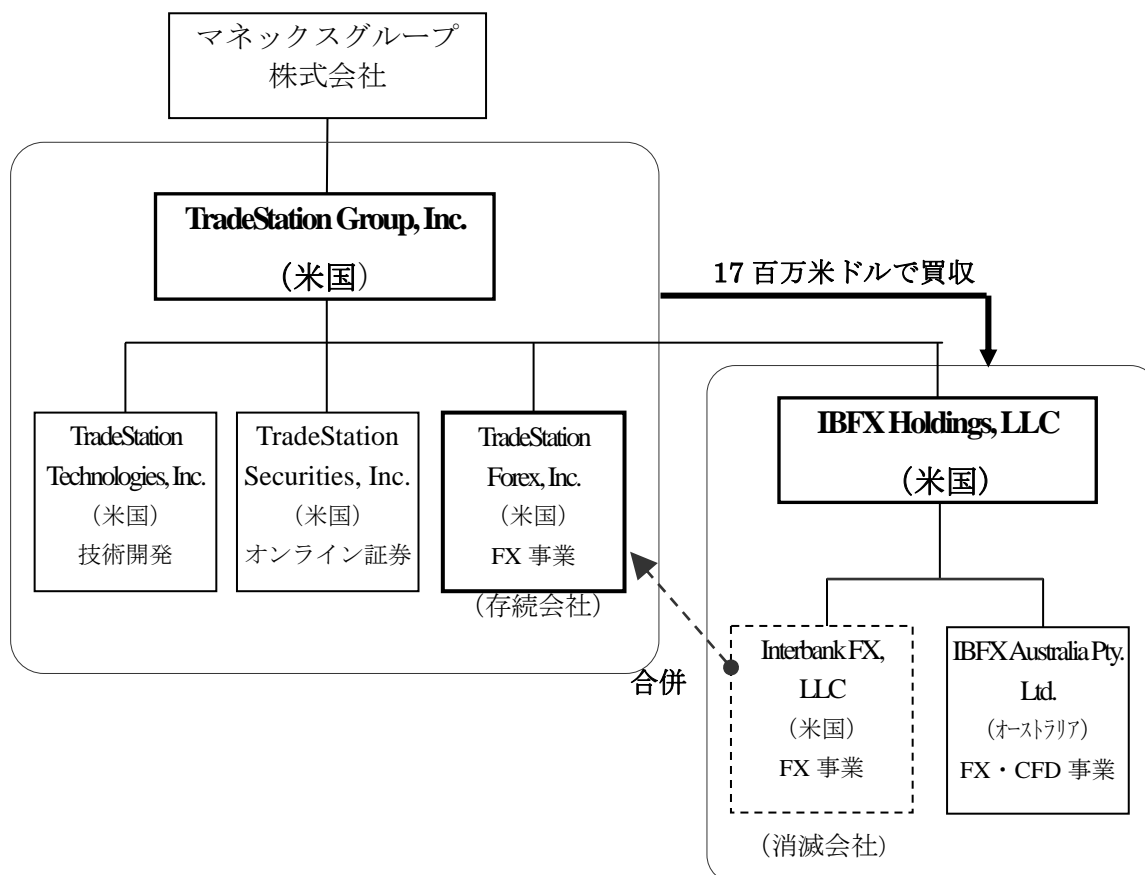 マネックスグループ
株式会社
TradeStation Group, Inc.
（米国）
17 百万米ドルで買収
TradeStation
Technologies, Inc.
（米国）
技術開発
TradeStation
Securities, Inc.
（米国）
オンライン証券
TradeStation
Forex, Inc.
（米国）
FX 事業
（存続会社）
IBFX Holdings, LLC
（米国）
合併
Interbank FX,
LLC
（米国）
FX 事業
（消滅会社）
IBFX Australia Pty.
Ltd.
（ｵｰｽﾄﾗﾘｱ）
FX・CFD 事業